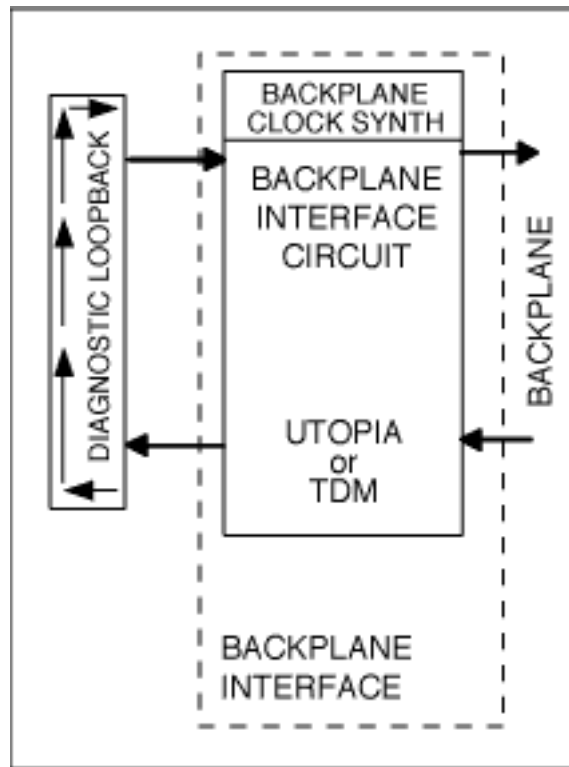 BACKPLANE
CLOCK SYNTH
DIAGNOSTIC LOOPBACK
BACKPLANE
INTERFACE
CIRCUIT
BACKPLANE
UTOPIA
or
TDM
BACKPLANE
INTERFACE